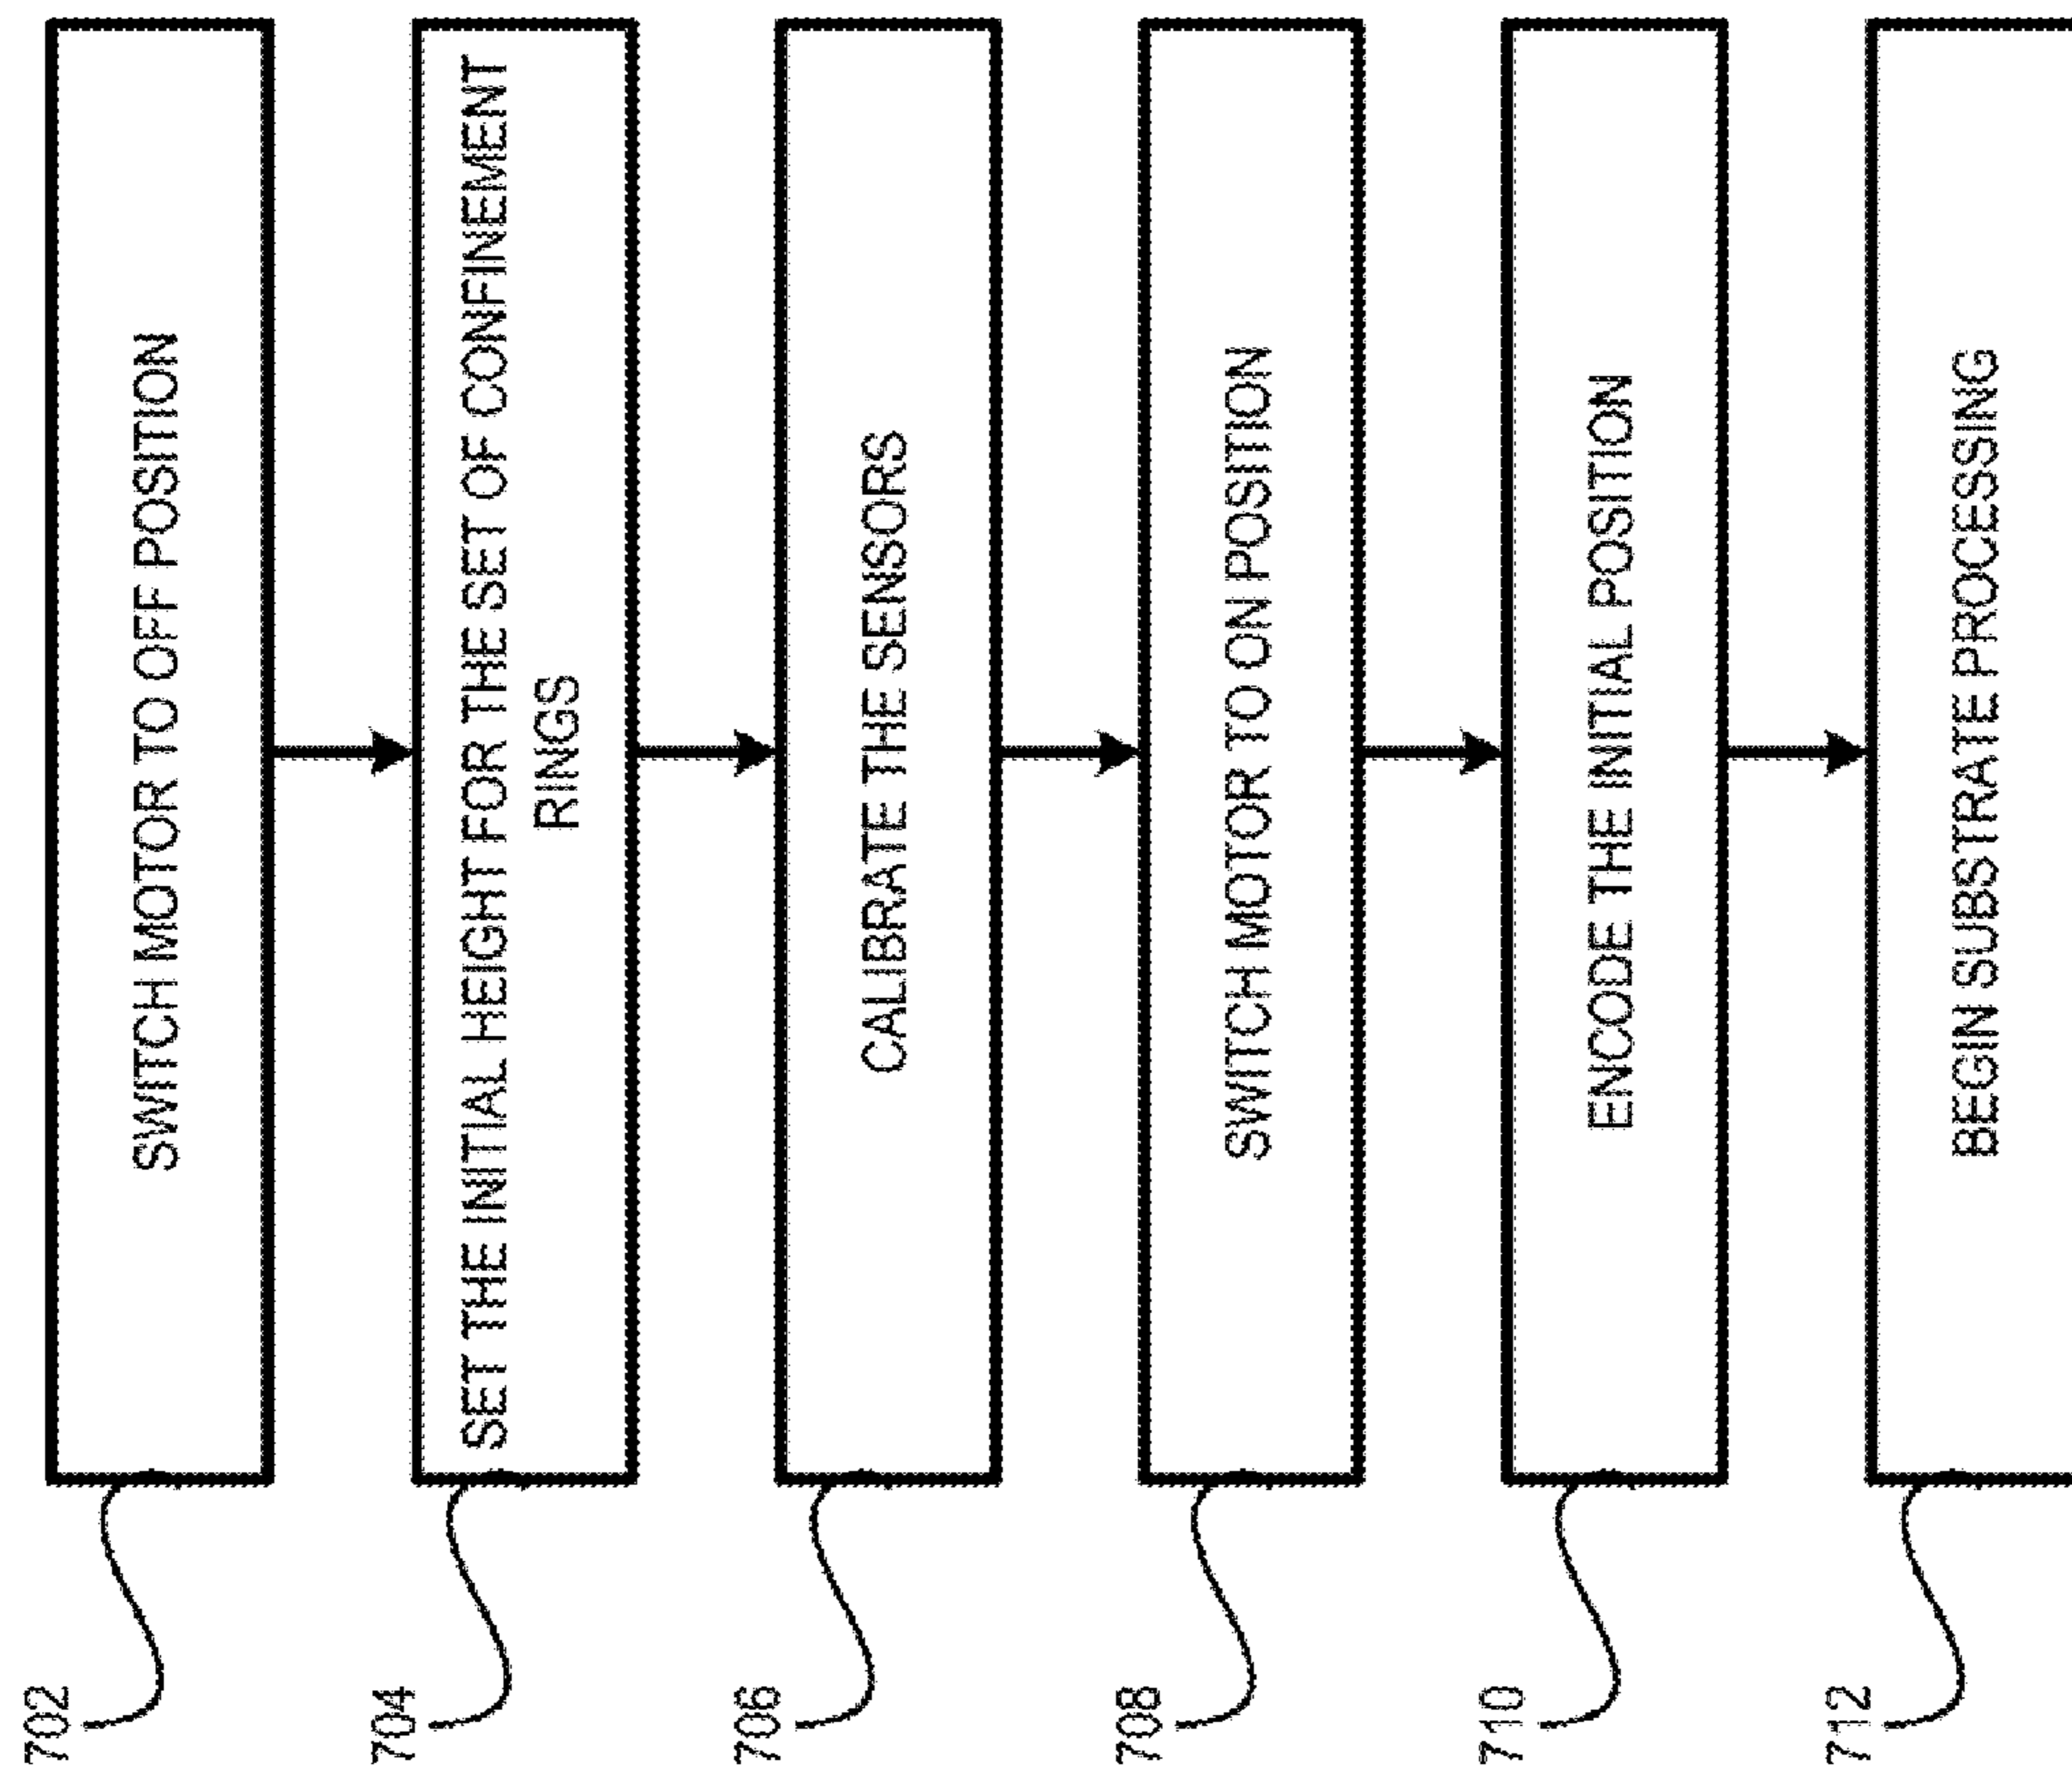 702
SWITCH MOTOR TO OFF POSITION
704
SET THE INITIAL HEIGHT FOR THE SET OF CONFINEMENT
RINGS
706
CALIBRATE THE SENSORS
708
SWITCH MOTOR TO ON POSITION
710
ENCODE THE INITIAL POSITION
712
BEGIN SUBSTRATE PROCESSING